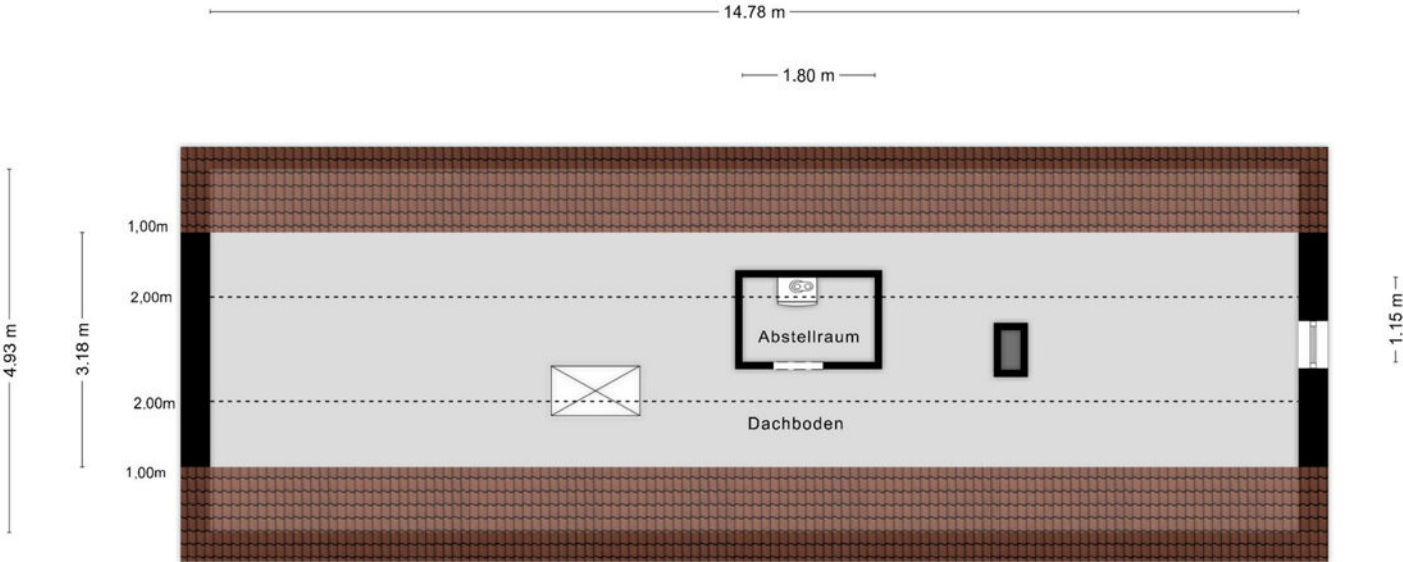 14.78 m
1.80 m
1,00m
2,00m
4.93 m
3.18 m
1.15 m
Abstellraum
2.00m
Dachboden
1,00m